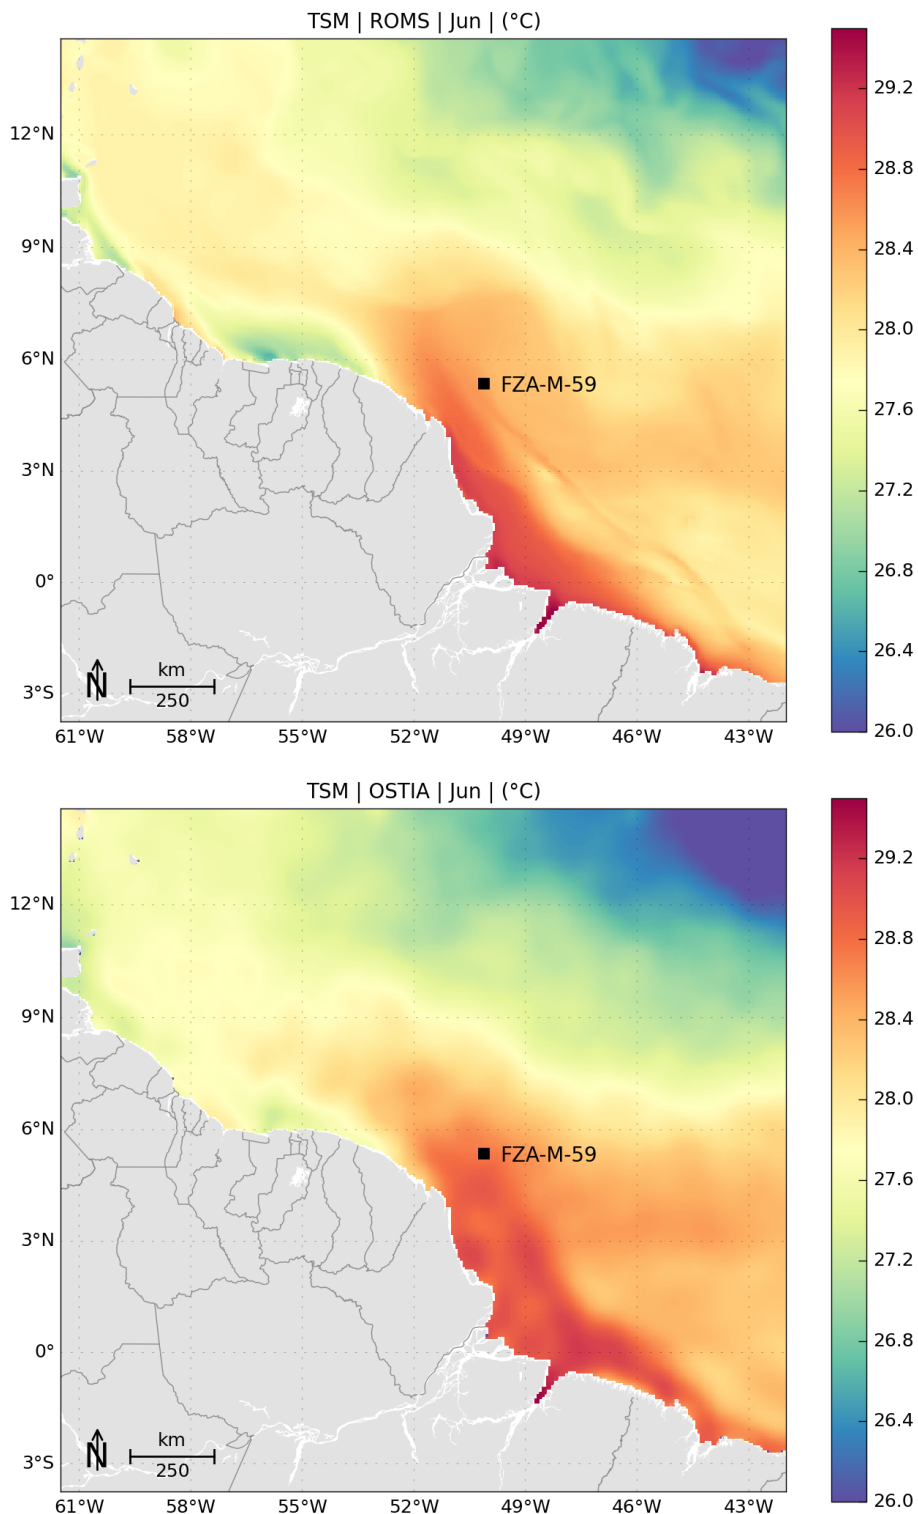 TSM | ROMS | Jun | (°C)
12°N
9°N
6°N
3°N
0°
3°S
61°W 58°W 55°W 52°W 49°W 46°W 43°W
FZA-M-59
N
km
250
29.2
28.8
28.4
28.0
27.6
27.2
26.8
26.4
26.0
TSM | OSTIA | Jun | (°C)
12°N
9°N
6°N
3°N
0°
3°S
61°W 58°W 55°W 52°W 49°W 46°W 43°W
FZA-M-59
N
km
250
29.2
28.8
28.4
28.0
27.6
27.2
26.8
26.4
26.0